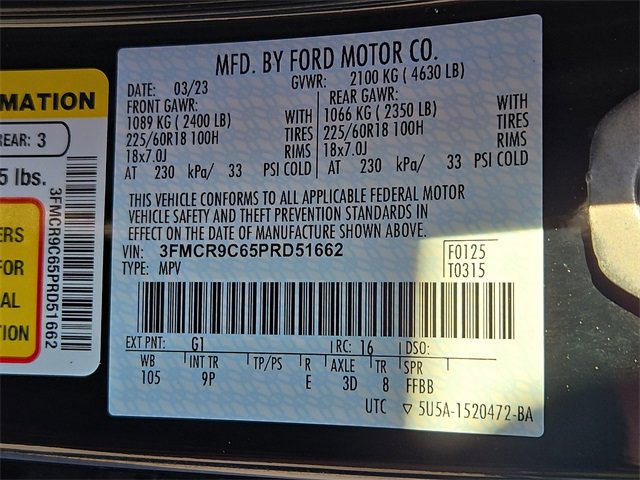 RMATION
REAR: 3
5 lbs.
ERS
FOR
AL
TION
3FMCR9C65PRD51662
MFD. BY FORD MOTOR CO.
DATE: 03/23 GVWR: 2100 KG ( 4630 LB)
FRONT GAWR: REAR GAWR:
1089 KG ( 2400 LB) WITH 1066 KG ( 2350 LB) WITH
225/60R18 100H TIRES 225/60R18 100H TIRES
18x7.0J RIMS 18x7.0J RIMS
AT 230 kPa/ 33 PSI COLD AT 230 kPa/ 33 PSI COLD
THIS VEHICLE CONFORMS TO ALL APPLICABLE FEDERAL MOTOR
VEHICLE SAFETY AND THEFT PREVENTION STANDARDS IN
EFFECT ON THE DATE OF MANUFACTURE SHOWN ABOVE.
VIN: 3FMCR9C65PRD51662 F0125
TYPE: MPV T0315
EXT PNT: G1 RC: 16 DSO:
WB INT TR TP/PS R AXLE TR SPR
105 9P E 3D 8 FFBB
UTC ▽ 5U5A-1520472-BA